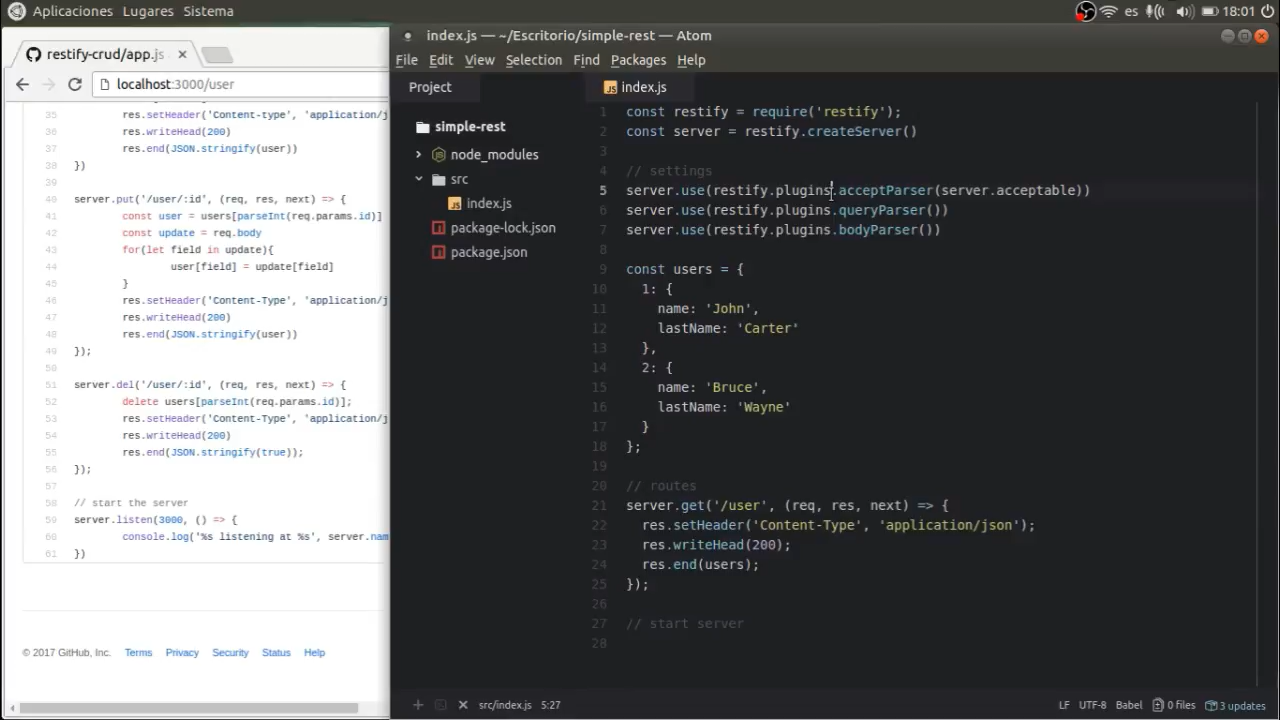 Aplicaciones Lugares Sistema
es 18:01
restify-crud/app.js
localhost:3000/user
35 res.setHeader('Content-type', 'application/j
36 res.writeHead(200)
37 res.end(JSON.stringify(user))
38 })
39
40 server.put('/user/:id', (req, res, next) => {
41 const user = users[parseInt(req.params.id)]
42 const update = req.body
43 for(let field in update){
44 user[field] = update[field]
45 }
46 res.setHeader('Content-Type', 'application/j
47 res.writeHead(200)
48 res.end(JSON.stringify(user))
49 });
50
51 server.del('/user/:id', (req, res, next) => {
52 delete users[parseInt(req.params.id)];
53 res.setHeader('Content-Type', 'application/j
54 res.writeHead(200)
55 res.end(JSON.stringify(true));
56 });
57
58 // start the server
59 server.listen(3000, () => {
60 console.log('%s listening at %s', server.nam
61 })
© 2017 GitHub, Inc. Terms Privacy Security Status Help
index.js — ~/Escritorio/simple-rest — Atom
File Edit View Selection Find Packages Help
Project
simple-rest
node_modules
src
index.js
package-lock.json
package.json
index.js
1 const restify = require('restify');
2 const server = restify.createServer()
3
4 // settings
5 server.use(restify.plugins.acceptParser(server.acceptable))
6 server.use(restify.plugins.queryParser())
7 server.use(restify.plugins.bodyParser())
8
9 const users = {
10 1: {
11 name: 'John',
12 lastName: 'Carter'
13 },
14 2: {
15 name: 'Bruce',
16 lastName: 'Wayne'
17 }
18 };
19
20 // routes
21 server.get('/user', (req, res, next) => {
22 res.setHeader('Content-Type', 'application/json');
23 res.writeHead(200);
24 res.end(users);
25 });
26
27 // start server
28
src/index.js 5:27
LF UTF-8 Babel 0 files 3 updates